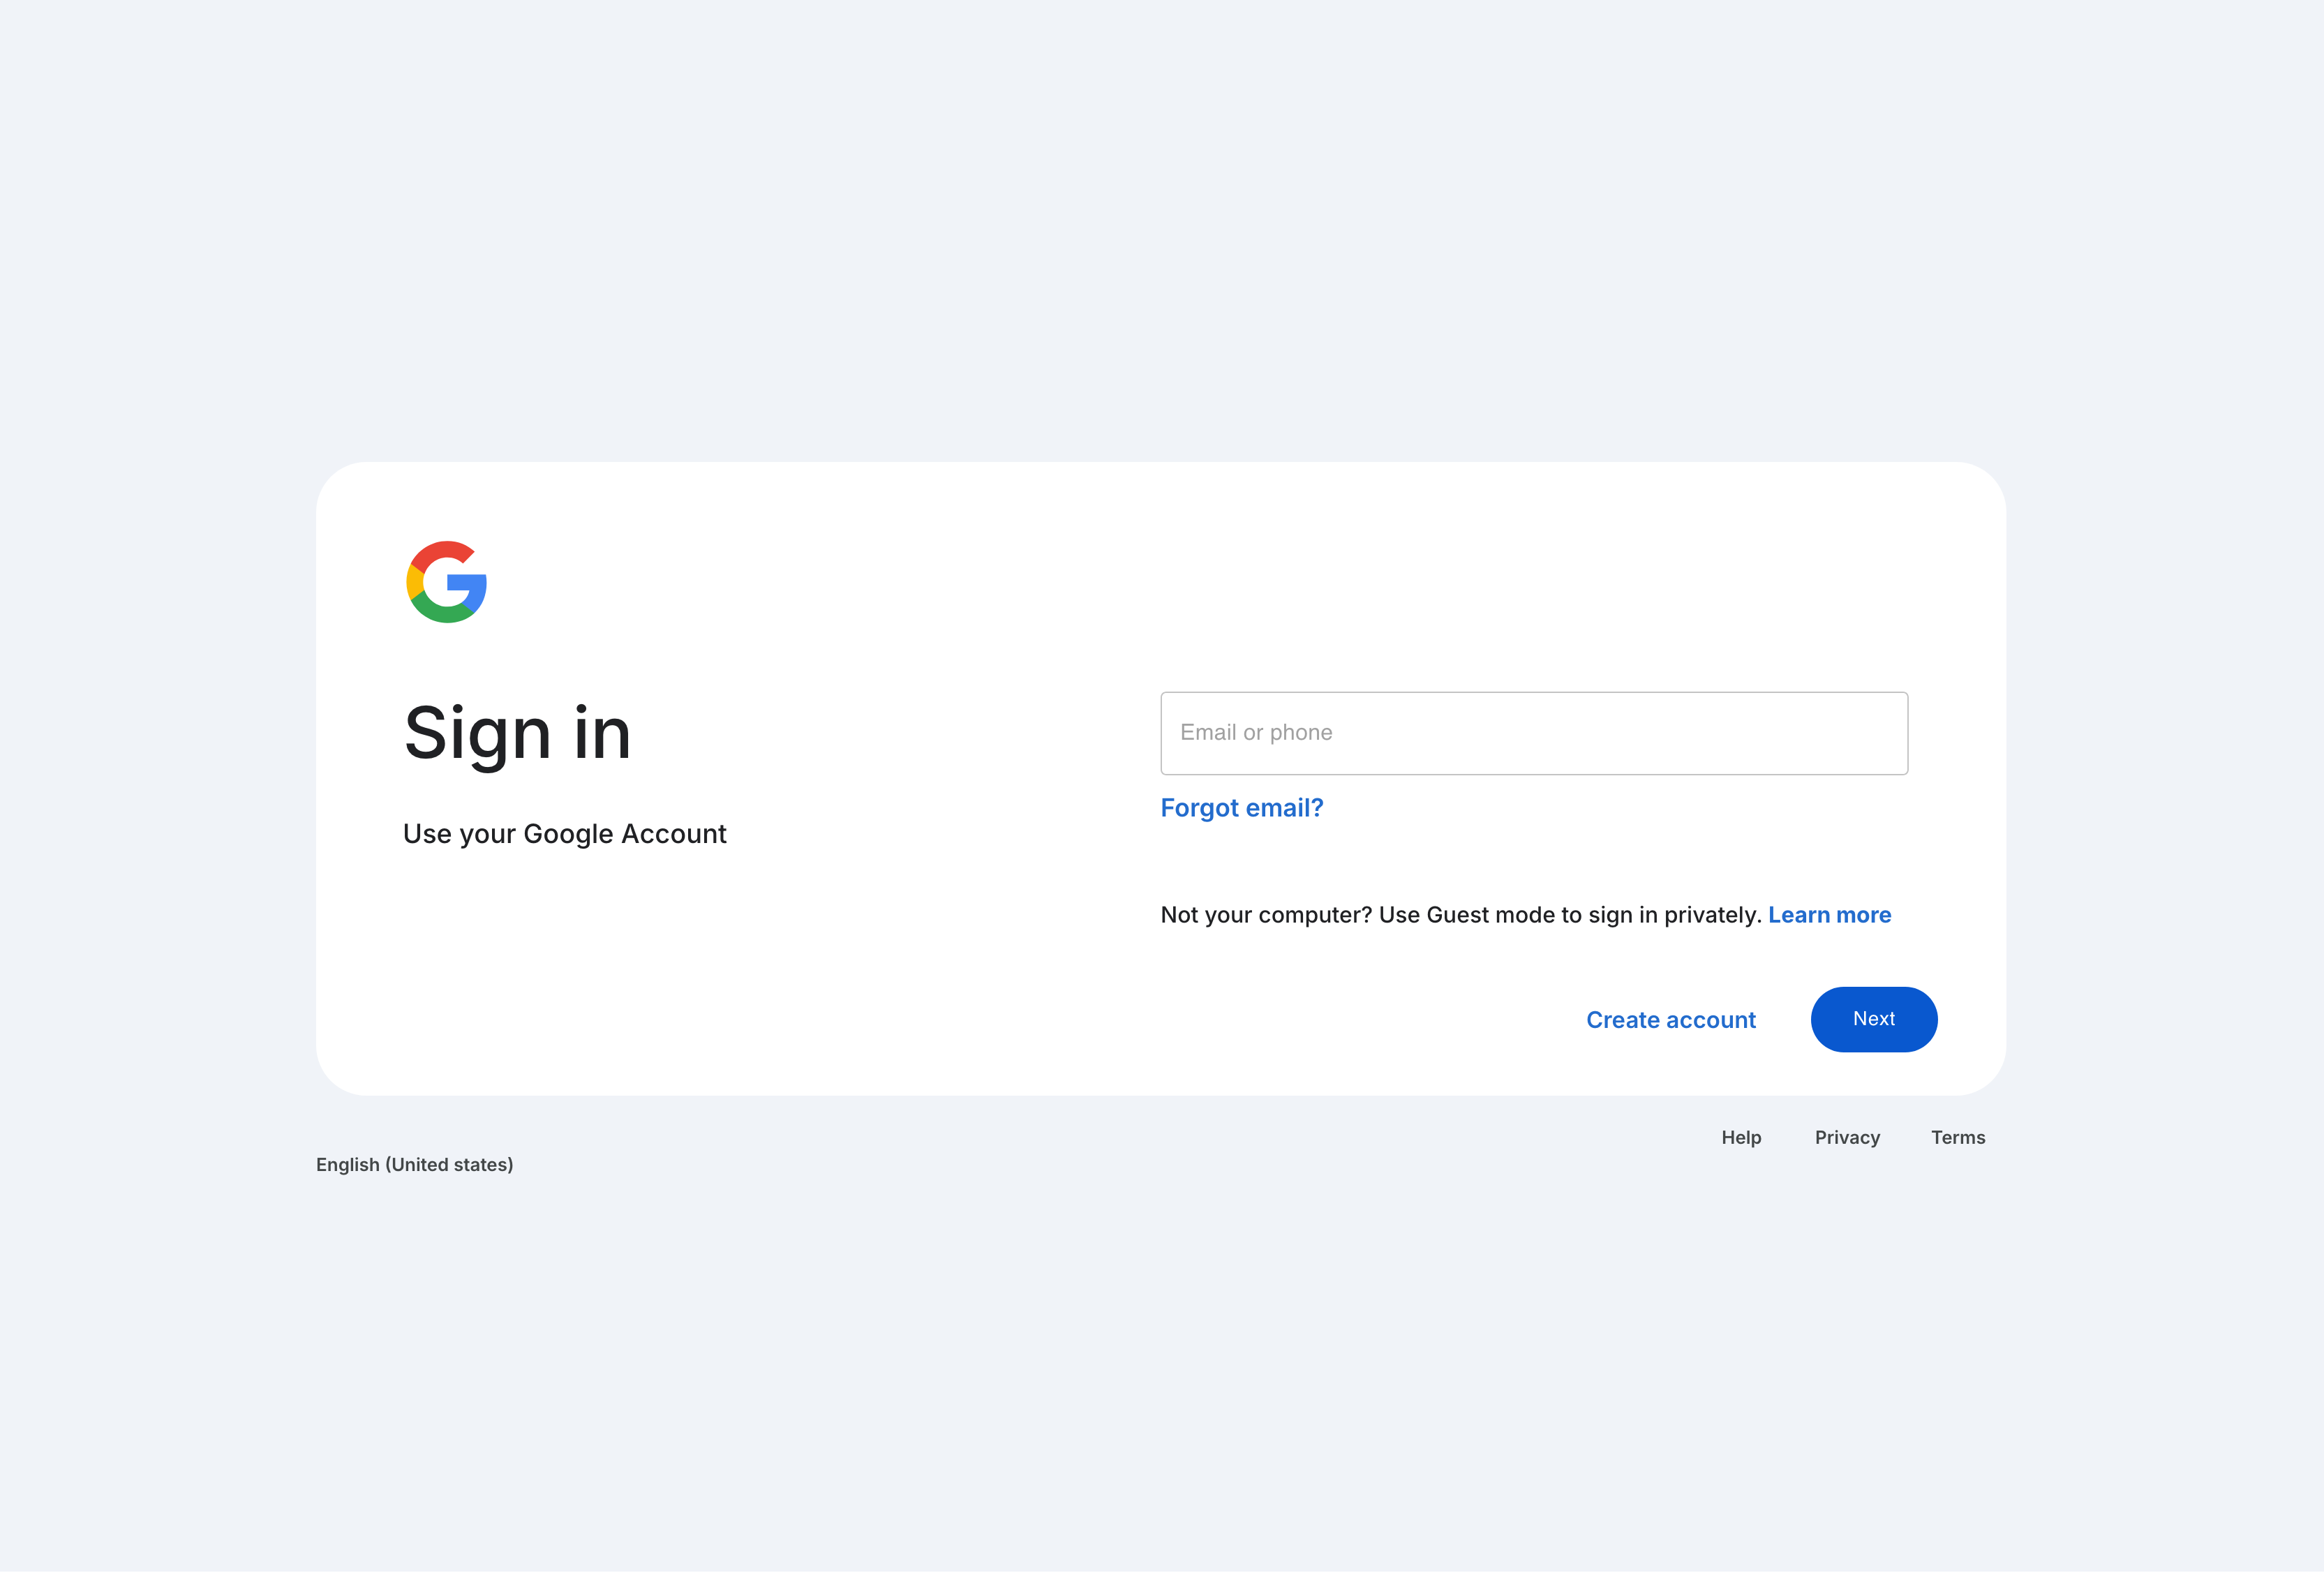 Sign in
Use your Google Account
Email or phone
Forgot email?
Not your computer? Use Guest mode to sign in privately. Learn more
Create account
Next
English (United states)
Help
Privacy
Terms